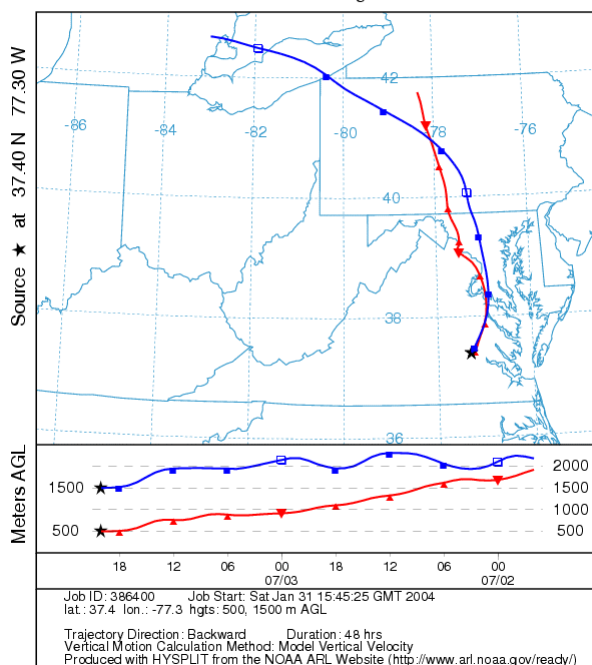 Source ★ at 37.40 N 77.30 W
-86
-84
-82
-80
-78
-76
42
40
38
36
Meters AGL
1500
500
2000
1500
1000
500
18 12 06 00 18 12 06 00
07/03 07/02
Job ID: 386400 Job Start: Sat Jan 31 15:45:25 GMT 2004
lat.: 37.4 lon.: -77.3 hgts: 500, 1500 m AGL
Trajectory Direction: Backward Duration: 48 hrs
Vertical Motion Calculation Method: Model Vertical Velocity
Produced with HYSPLIT from the NOAA ARL Website (http://www.arl.noaa.gov/ready/)